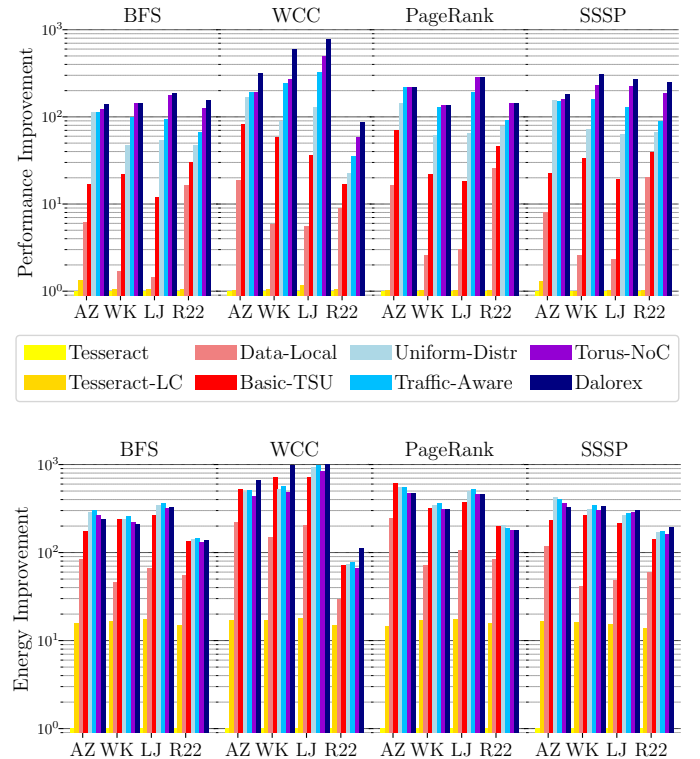 BFS WCC PageRank SSSP
Performance Improvement
10³
10²
10¹
10⁰
AZ WK LJ R22 AZ WK LJ R22 AZ WK LJ R22 AZ WK LJ R22
Tesseract Data-Local Uniform-Distr Torus-NoC
Tesseract-LC Basic-TSU Traffic-Aware Dalorex
BFS WCC PageRank SSSP
Energy Improvement
10³
10²
10¹
10⁰
AZ WK LJ R22 AZ WK LJ R22 AZ WK LJ R22 AZ WK LJ R22